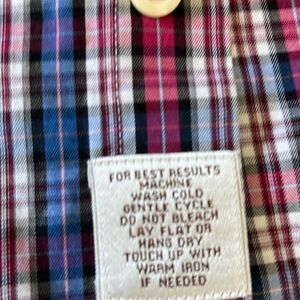 FOR BEST RESULTS
MACHINE
WASH COLD
GENTLE CYCLE
DO NOT BLEACH
LAY FLAT OR
HANG DRY
TOUCH UP WITH
WARM IRON
IF NEEDED